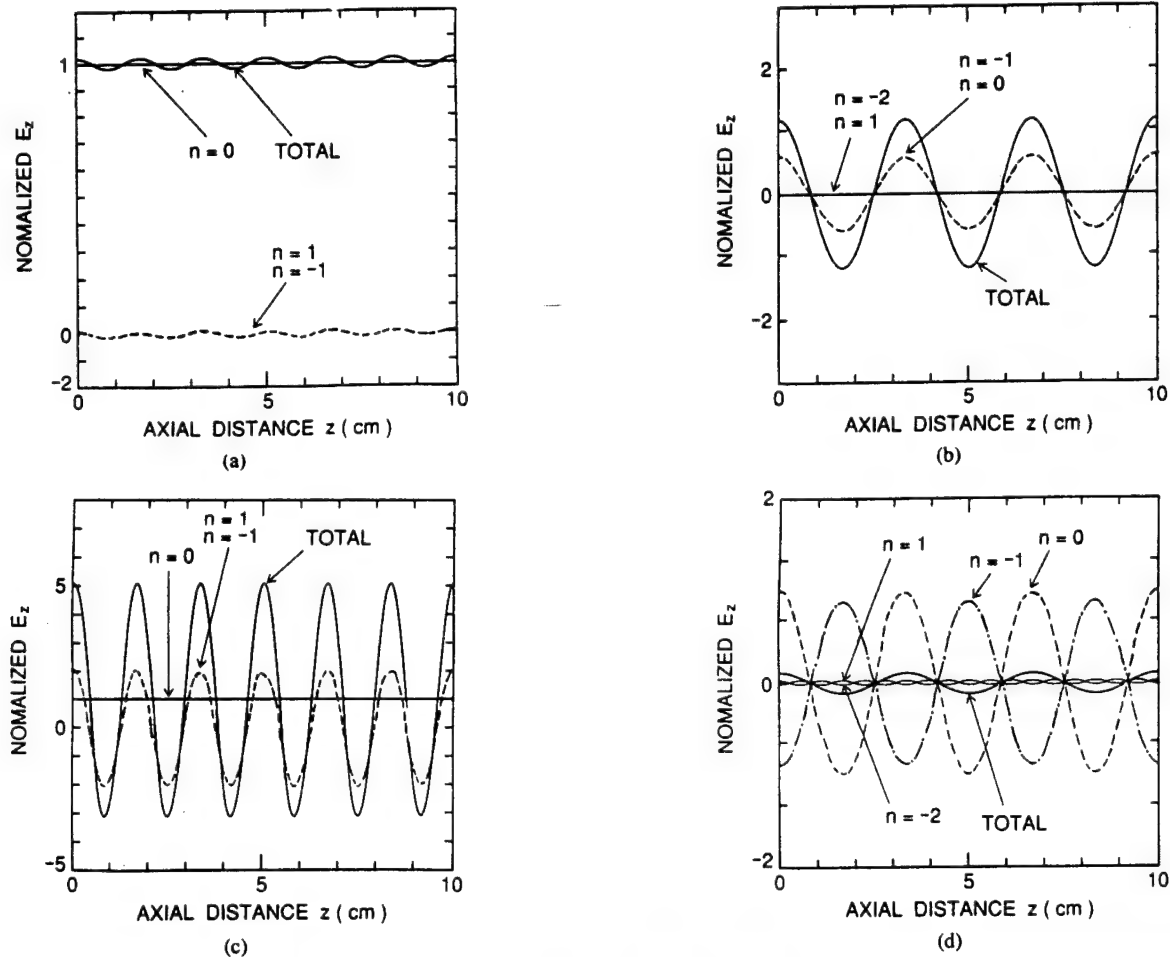 1
0
-2
NOMALIZED Ez
n = 0
TOTAL
n = 1
n = -1
0
5
10
AXIAL DISTANCE z ( cm )
(a)
2
0
-2
NOMALIZED Ez
n = -2
n = 1
n = -1
n = 0
TOTAL
0
5
10
AXIAL DISTANCE z ( cm )
(b)
5
0
-5
NOMALIZED Ez
n = 0
n = 1
n = -1
TOTAL
0
5
10
AXIAL DISTANCE z ( cm )
(c)
2
0
-2
NOMALIZED Ez
n = 1
n = -1
n = 0
n = -2
TOTAL
0
5
10
AXIAL DISTANCE z ( cm )
(d)